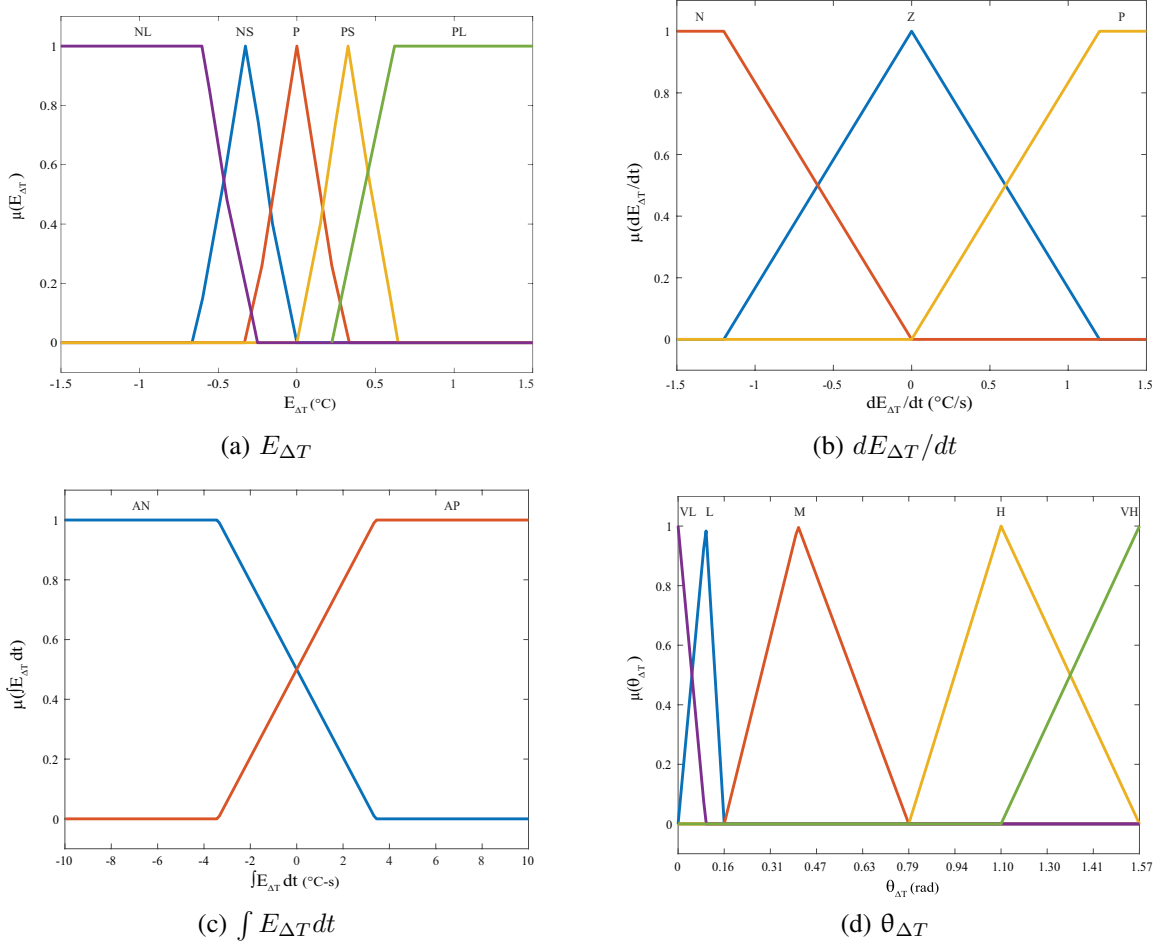 NL NS P PS PL
1
0.8
0.6
0.4
0.2
0
μ(E_ΔT)
-1.5 -1 -0.5 0 0.5 1 1.5
E_ΔT (°C)
(a) E_ΔT
N Z P
1
0.8
0.6
0.4
0.2
0
μ(dE_ΔT/dt)
-1.5 -1 -0.5 0 0.5 1 1.5
dE_ΔT/dt (°C/s)
(b) dE_ΔT/dt
AN AP
1
0.8
0.6
0.4
0.2
0
μ(∫E_ΔT dt)
-10 -8 -6 -4 -2 0 2 4 6 8 10
∫E_ΔT dt (°C-s)
(c) ∫ E_ΔT dt
VL L M H VH
1
0.8
0.6
0.4
0.2
0
μ(θ_ΔT)
0 0.16 0.31 0.47 0.63 0.79 0.94 1.10 1.30 1.41 1.57
θ_ΔT (rad)
(d) θ_ΔT